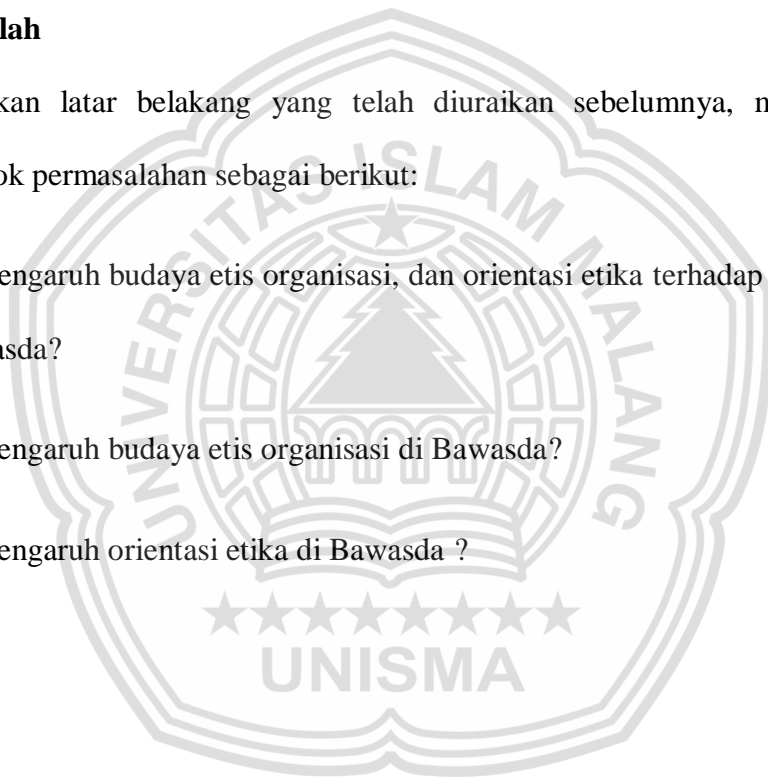 lah
kan latar belakang yang telah diuraikan sebelumnya, n
ok permasalahan sebagai berikut:
engaruh budaya etis organisasi, dan orientasi etika terhadap
asda?
engaruh budaya etis organisasi di Bawasda?
engaruh orientasi etika di Bawasda ?
UNIVERSITAS ISLAM MALANG
UNISMA